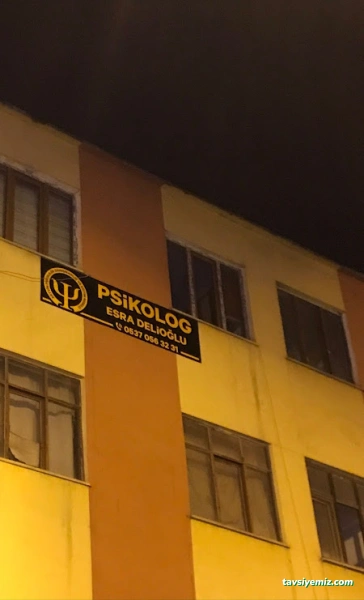 PSiKOLOG
ESRA DELİOĞLU
0537 056 32 31
tavsiyemiz.com